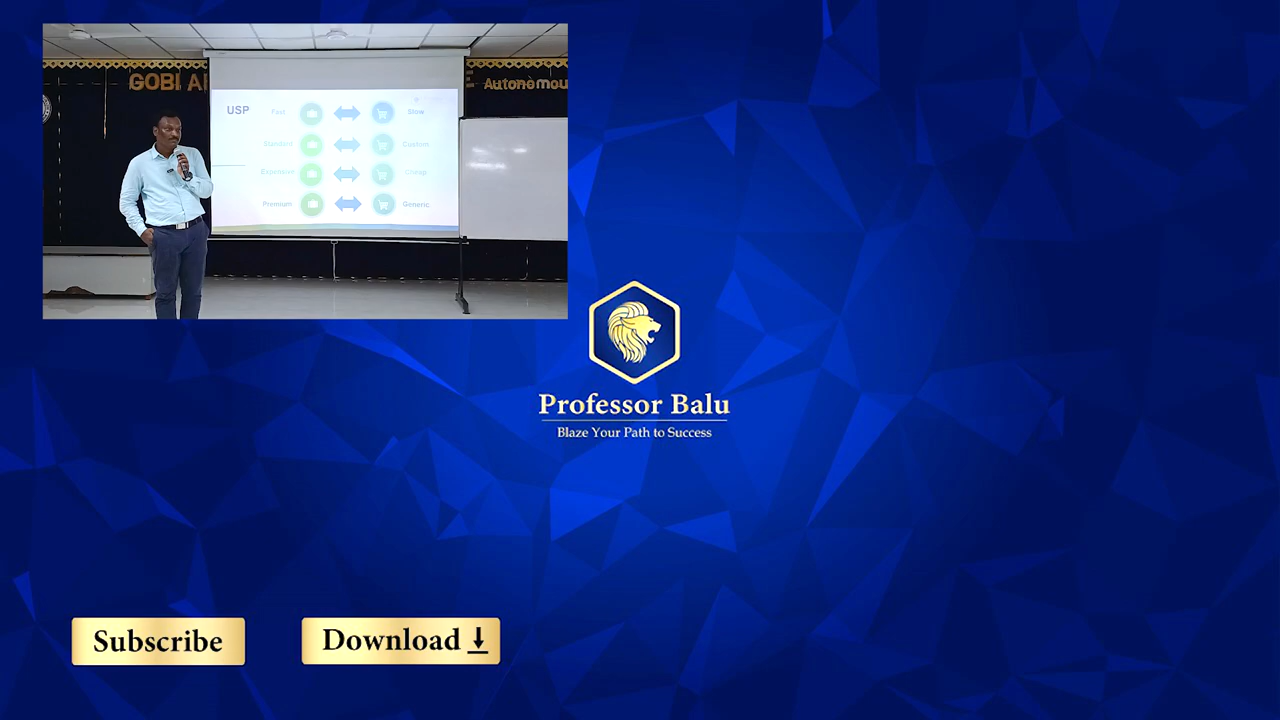 GOBI A
Autonomou
USP
Fast
Slow
Standard
Custom
Expensive
Cheap
Premium
Generic
Professor Balu
Blaze Your Path to Success
Subscribe
Download